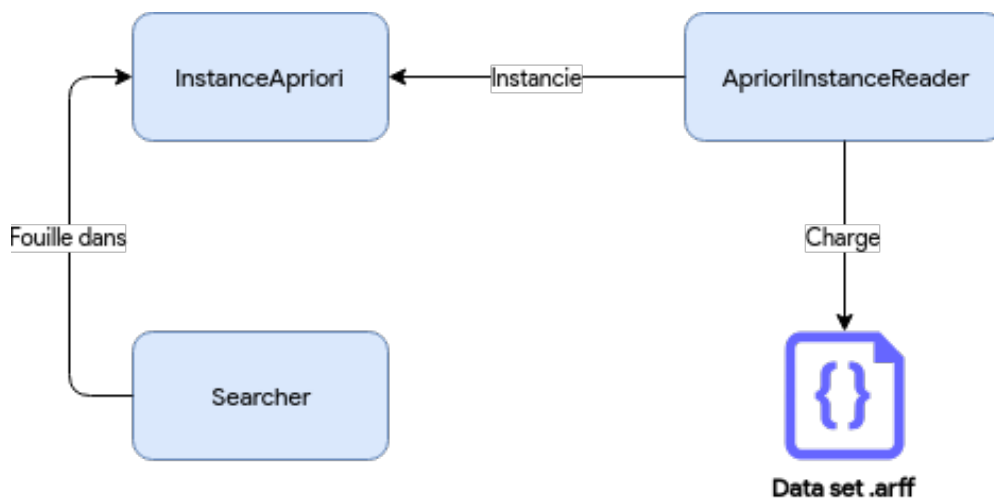 InstanceApriori
Instancie
AprioriInstanceReader
Fouille dans
Charge
Searcher
{}
Data set .arff